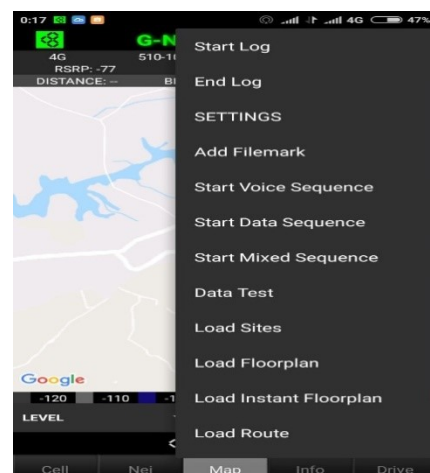 0:17 4G 47%
G-N
4G 510-1
RSRP: -77
DISTANCE: -- B
Start Log
End Log
SETTINGS
Add Filemark
Start Voice Sequence
Start Data Sequence
Start Mixed Sequence
Data Test
Load Sites
Load Floorplan
Load Instant Floorplan
Load Route
Google
-120 -110 -1
LEVEL
Cell Nei Map Info Drive